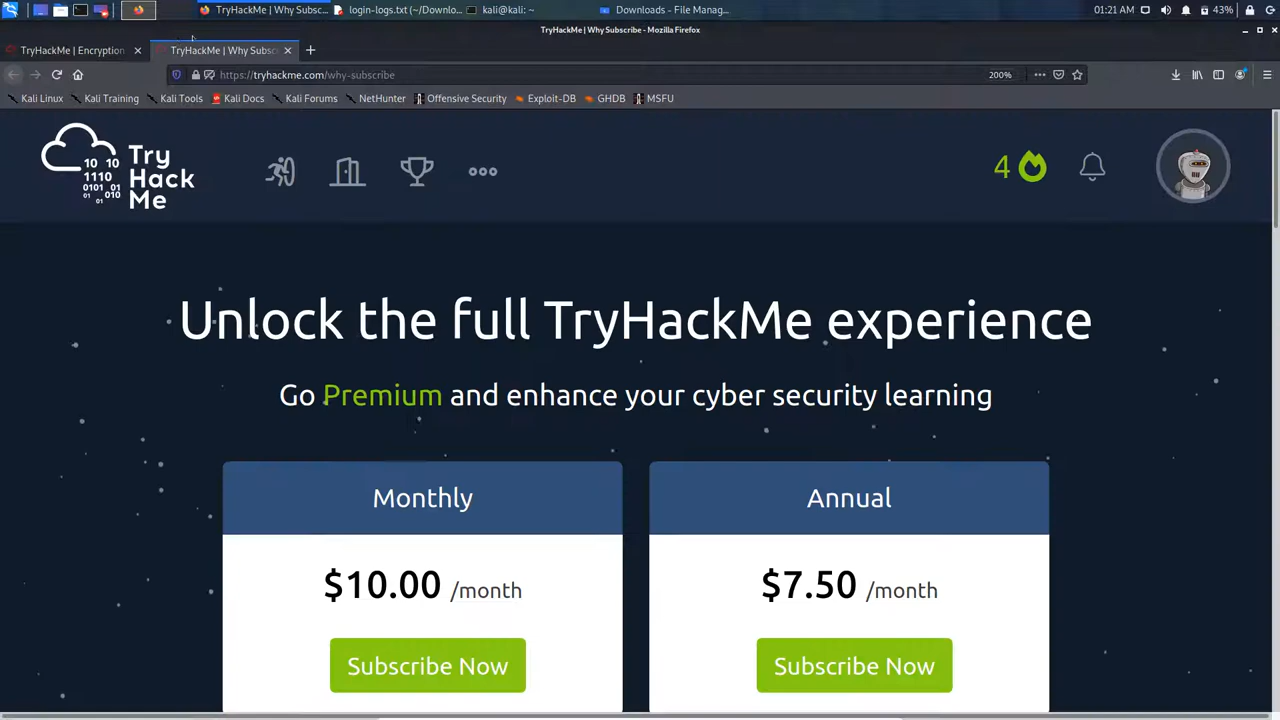 TryHackMe | Why Subsc...
login-logs.txt (~/Downlo...
kali@kali: ~
Downloads - File Manag...
01:21 AM
43%
TryHackMe | Why Subscribe - Mozilla Firefox
TryHackMe | Encryption
TryHackMe | Why Subsc
https://tryhackme.com/why-subscribe
200%
Kali Linux
Kali Training
Kali Tools
Kali Docs
Kali Forums
NetHunter
Offensive Security
Exploit-DB
GHDB
MSFU
10 10
1110
0101 01
01 010
01
Try
Hack
Me
4
Unlock the full TryHackMe experience
Go Premium and enhance your cyber security learning
Monthly
$10.00 /month
Subscribe Now
Annual
$7.50 /month
Subscribe Now